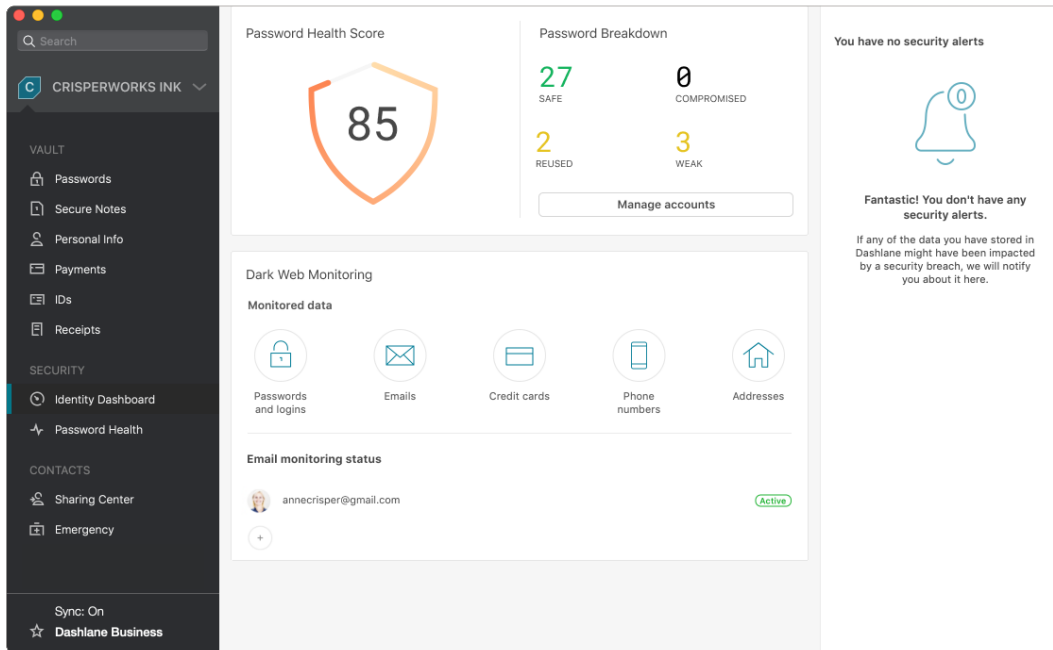 Search
C CRISPERWORKS INK
VAULT
Passwords
Secure Notes
Personal Info
Payments
IDs
Receipts
SECURITY
Identity Dashboard
Password Health
CONTACTS
Sharing Center
Emergency
Sync: On
Dashlane Business
Password Health Score
85
Password Breakdown
27
SAFE
0
COMPROMISED
2
REUSED
3
WEAK
Manage accounts
Dark Web Monitoring
Monitored data
Passwords
and logins
Emails
Credit cards
Phone
numbers
Addresses
Email monitoring status
annecrisper@gmail.com
Active
+
You have no security alerts
0
Fantastic! You don't have any
security alerts.
If any of the data you have stored in
Dashlane might have been impacted
by a security breach, we will notify
you about it here.